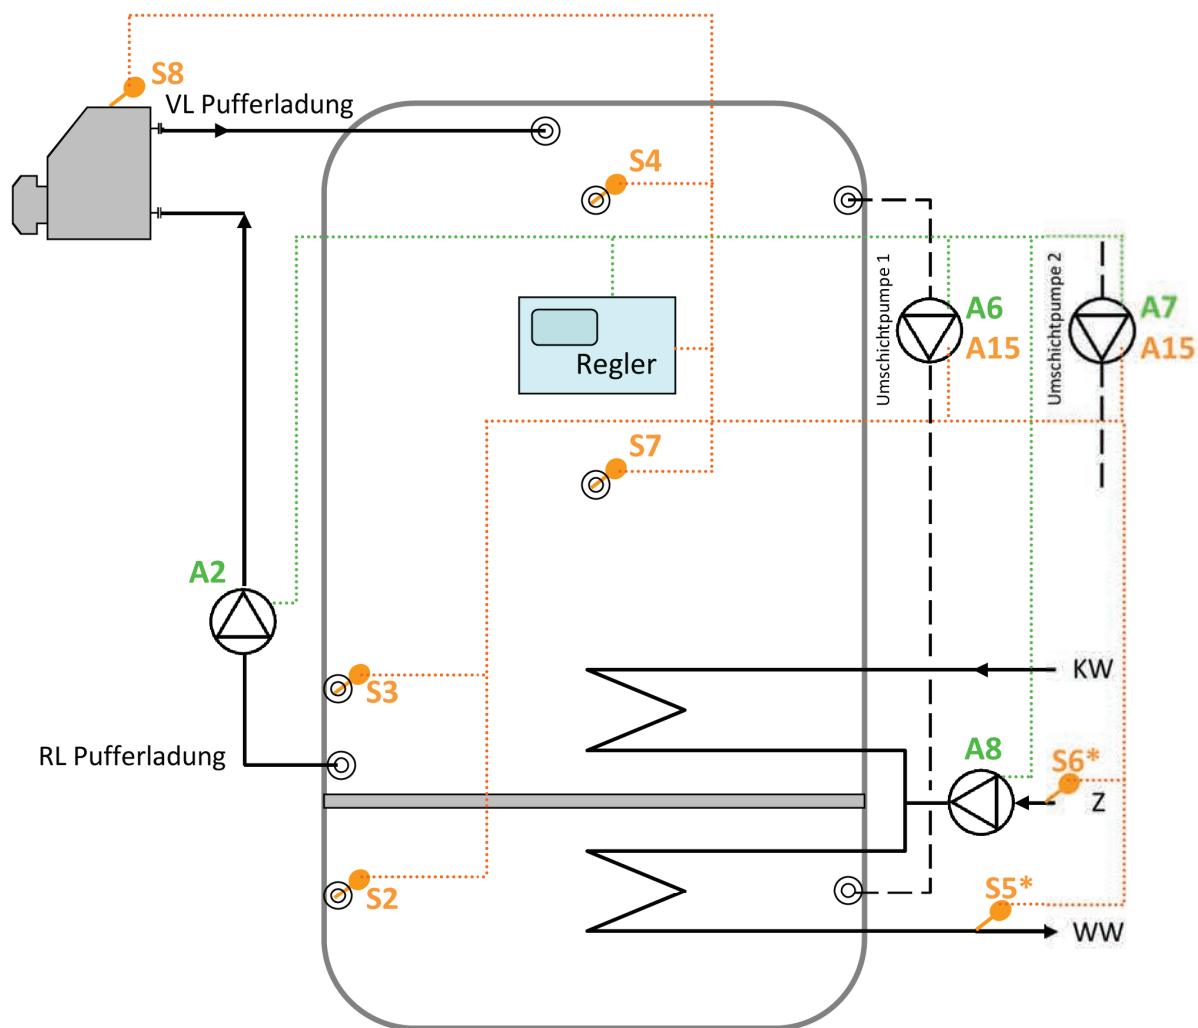 S8
VL Pufferladung
S4
Umschichtpumpe 1
Umschichtpumpe 2
A6
A7
A15
A15
Regler
S7
A2
S3
KW
RL Pufferladung
A8
S6*
Z
S2
S5*
WW